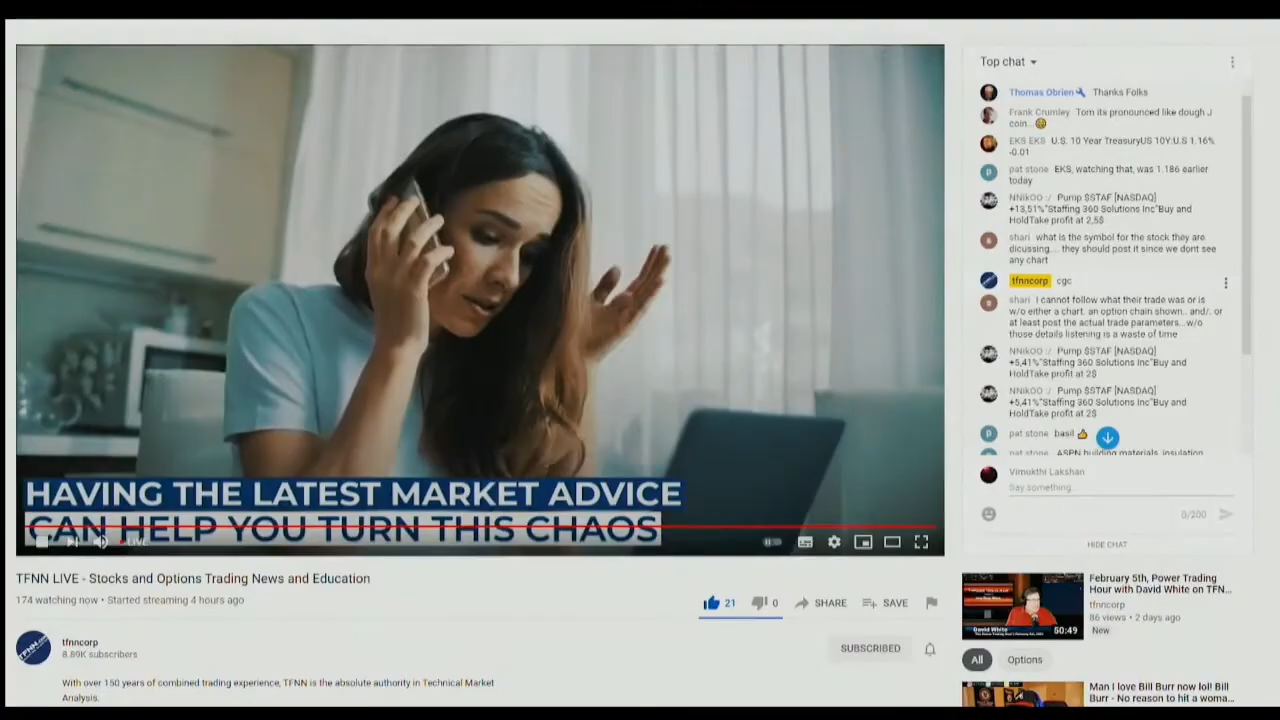 HAVING THE LATEST MARKET ADVICE
CAN HELP YOU TURN THIS CHAOS
LIVE
TFNN LIVE - Stocks and Options Trading News and Education
174 watching now • Started streaming 4 hours ago
21
0
SHARE
SAVE
tfnncorp
8.89K subscribers
SUBSCRIBED
With over 150 years of combined trading experience, TFNN is the absolute authority in Technical Market
Analysis.
Top chat
Thomas Obrien Thanks Folks
Frank Crumley Tom its pronounced like dough J
coin...
EKS EKS U.S. 10 Year TreasuryUS 10Y:U.S 1.16%
-0.01
pat stone EKS, watching that, was 1.186 earlier
today
NNikOO :/ Pump $STAF [NASDAQ]
+13,51%"Staffing 360 Solutions Inc"Buy and
HoldTake profit at 2,5$
shari what is the symbol for the stock they are
dicussing.... they should post it since we dont see
any chart
tfnncorp cgc
shari I cannot follow what their trade was or is
w/o either a chart. an option chain shown.. and/. or
at least post the actual trade parameters...w/o
those details listening is a waste of time
NNikOO :/ Pump $STAF [NASDAQ]
+5,41%"Staffing 360 Solutions Inc"Buy and
HoldTake profit at 2$
NNikOO :/ Pump $STAF [NASDAQ]
+5,41%"Staffing 360 Solutions Inc"Buy and
HoldTake profit at 2$
pat stone basil
pat stone ASPN building materials, insulation
Vimukthi Lakshan
Say something...
0/200
HIDE CHAT
February 5th, Power Trading
Hour with David White on TFN...
tfnncorp
86 views • 2 days ago
New
David White
50:49
All
Options
Man I love Bill Burr now lol! Bill
Burr - No reason to hit a woma...